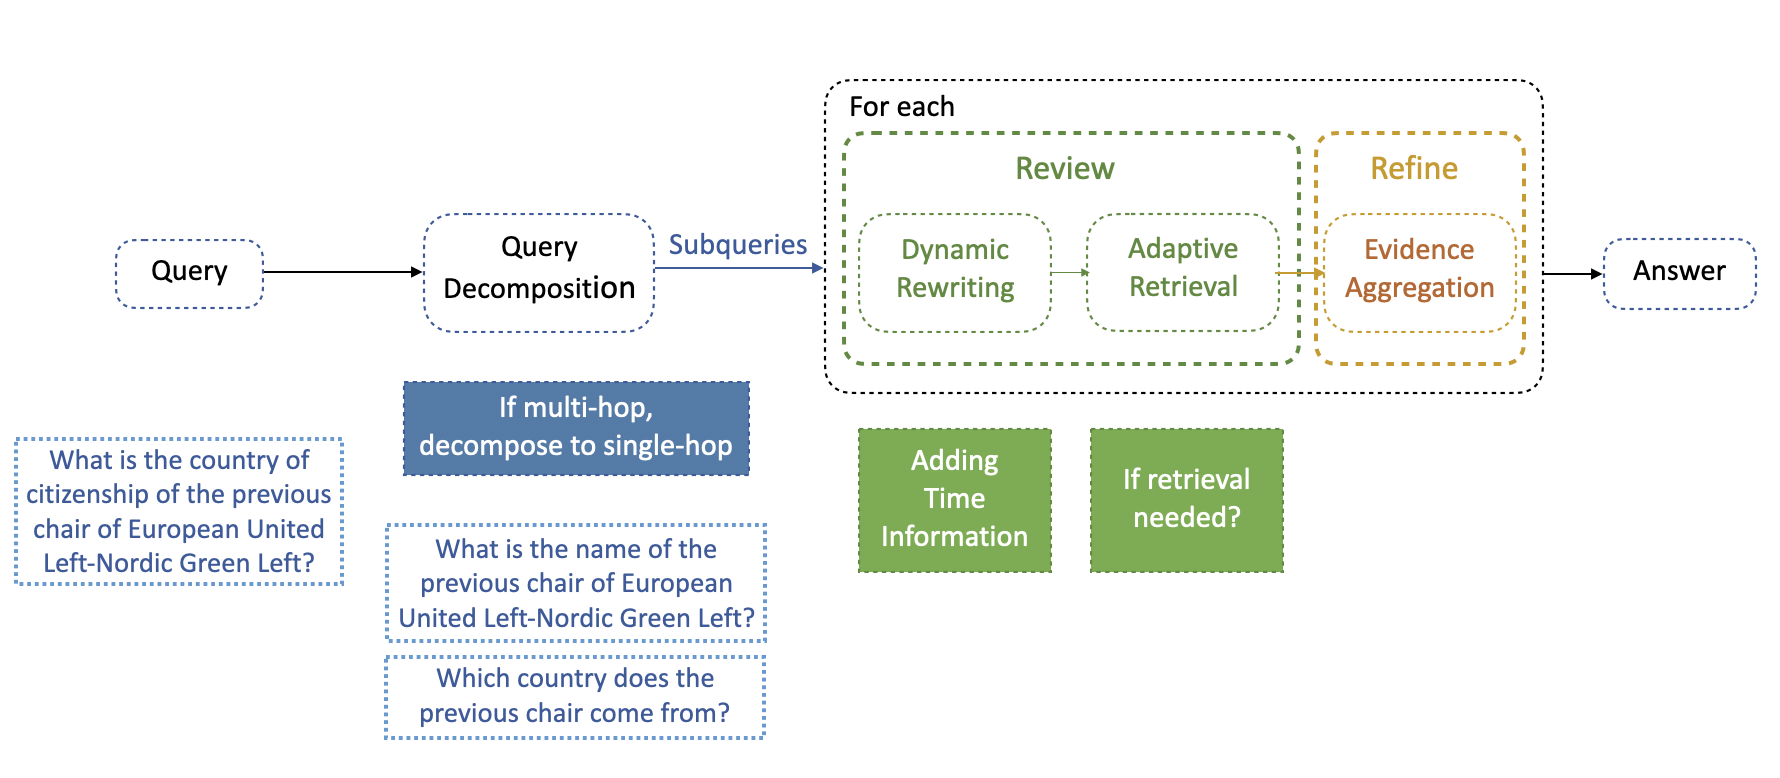 For each
Review
Refine
Query
Query
Decomposition
Subqueries
Dynamic
Rewriting
Adaptive
Retrieval
Evidence
Aggregation
Answer
If multi-hop,
decompose to single-hop
What is the country of
citizenship of the previous
chair of European United
Left-Nordic Green Left?
What is the name of the
previous chair of European
United Left-Nordic Green Left?
Which country does the
previous chair come from?
Adding
Time
Information
If retrieval
needed?